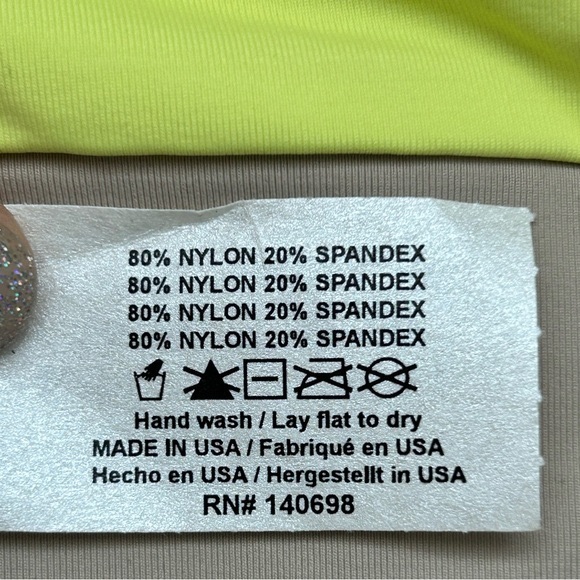 80% NYLON 20% SPANDEX
80% NYLON 20% SPANDEX
80% NYLON 20% SPANDEX
80% NYLON 20% SPANDEX
Hand wash / Lay flat to dry
MADE IN USA / Fabriqué en USA
Hecho en USA / Hergestellt in USA
RN# 140698